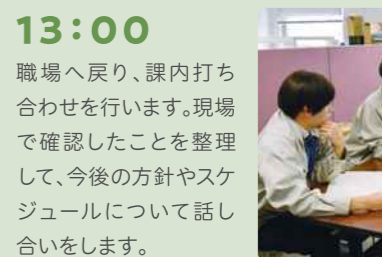 13：00
職場へ戻り、課内打ち
合わせを行います。現場
で確認したことを整理
して、今後の方針やスケ
ジュールについて話し
合いをします。